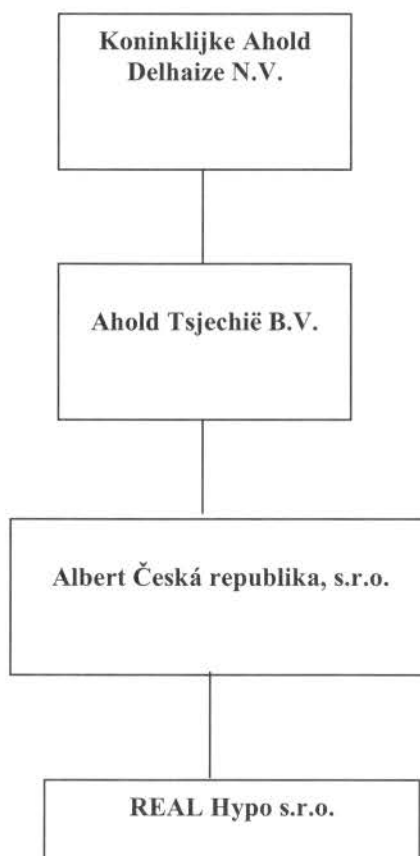 Koninklijke Ahold
Delhaize N.V.
Ahold Tsjechië B.V.
Albert Česká republika, s.r.o.
REAL Hypo s.r.o.